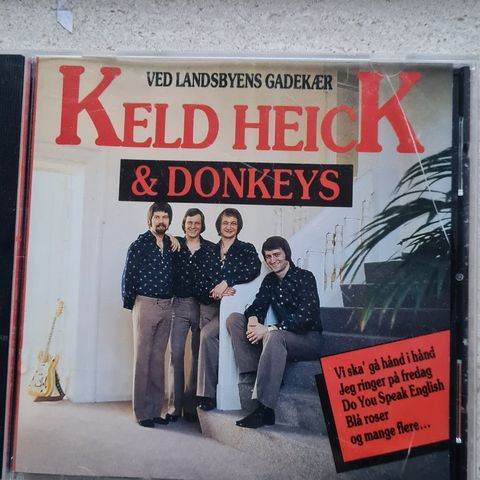 VED LANDSBYENS GADEKÆR
KELD HEICK
& DONKEYS
Vi ska' gå hånd i hånd
Jeg ringer på fredag
Do You Speak English
Blå roser
og mange flere...